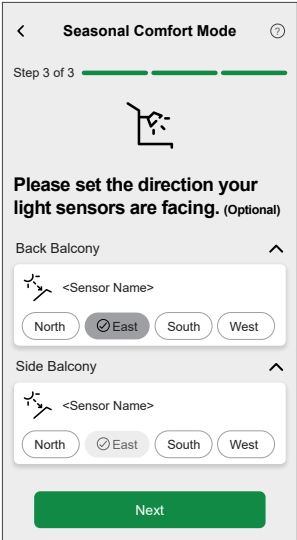 Seasonal Comfort Mode
?
Step 3 of 3
Please set the direction your
light sensors are facing. (Optional)
Back Balcony
<Sensor Name>
North East South West
Side Balcony
<Sensor Name>
North East South West
Next